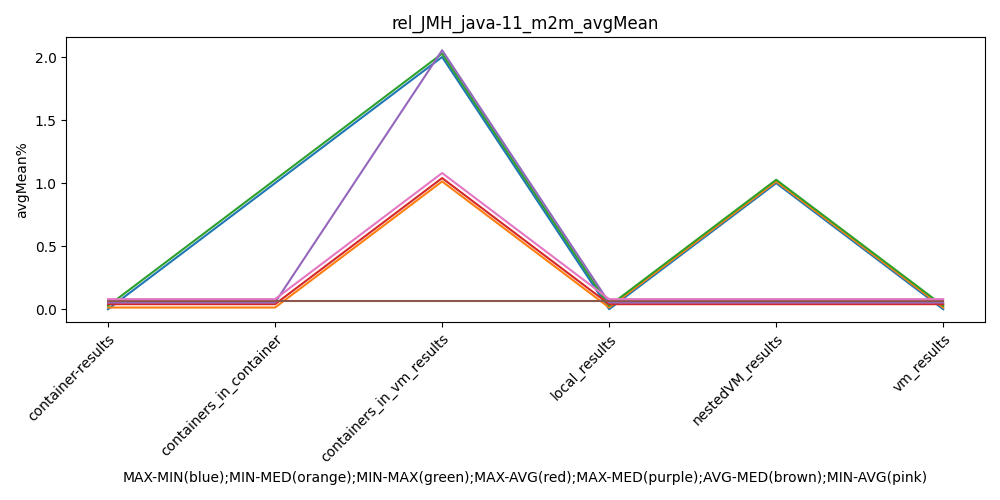 rel_JMH_java-11_m2m_avgMean
avgMean%
2.0
1.5
1.0
0.5
0.0
container-results
containers_in_container
containers_in_vm_results
local_results
nestedVM_results
vm_results
MAX-MIN(blue);MIN-MED(orange);MIN-MAX(green);MAX-AVG(red);MAX-MED(purple);AVG-MED(brown);MIN-AVG(pink)